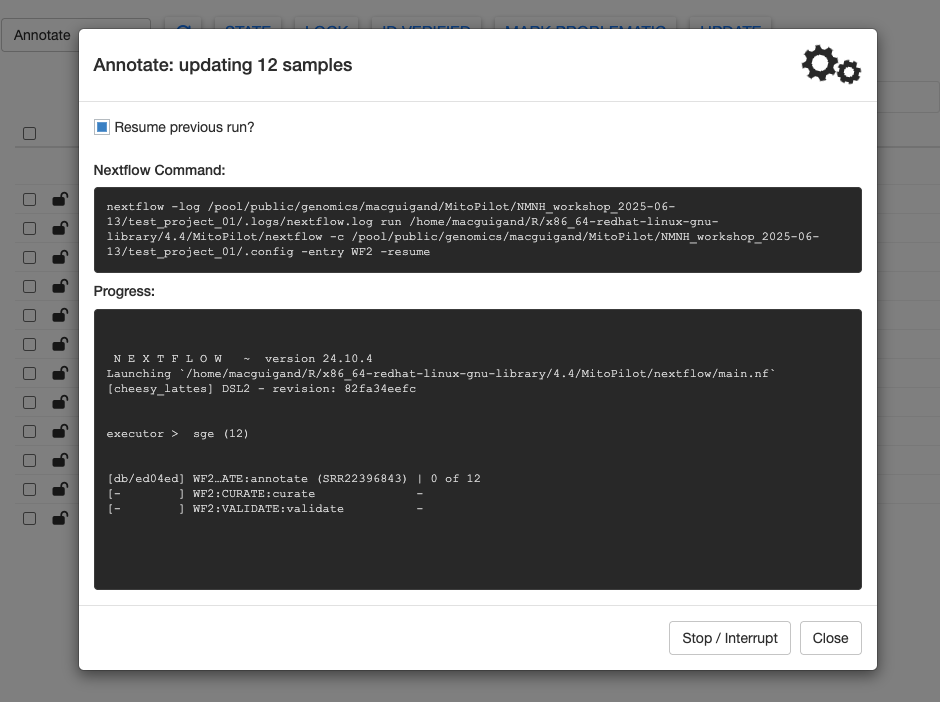 Annotate
STATE LOCK ID VERIFIED MARK PROBLEMATIC UPDATE
Annotate: updating 12 samples
Resume previous run?
Nextflow Command:
nextflow -log /pool/public/genomics/macguigand/MitoPilot/NMNH_workshop_2025-06-
13/test_project_01/.logs/nextflow.log run /home/macguigand/R/x86_64-redhat-linux-gnu-
library/4.4/MitoPilot/nextflow -c /pool/public/genomics/macguigand/MitoPilot/NMNH_workshop_2025-06-
13/test_project_01/.config -entry WF2 -resume
Progress:
N E X T F L O W ~ version 24.10.4
Launching `/home/macguigand/R/x86_64-redhat-linux-gnu-library/4.4/MitoPilot/nextflow/main.nf`
[cheesy_lattes] DSL2 - revision: 82fa34eefc
executor > sge (12)
[db/ed04ed] WF2…ATE:annotate (SRR22396843) | 0 of 12
[- ] WF2:CURATE:curate -
[- ] WF2:VALIDATE:validate -
Stop / Interrupt Close